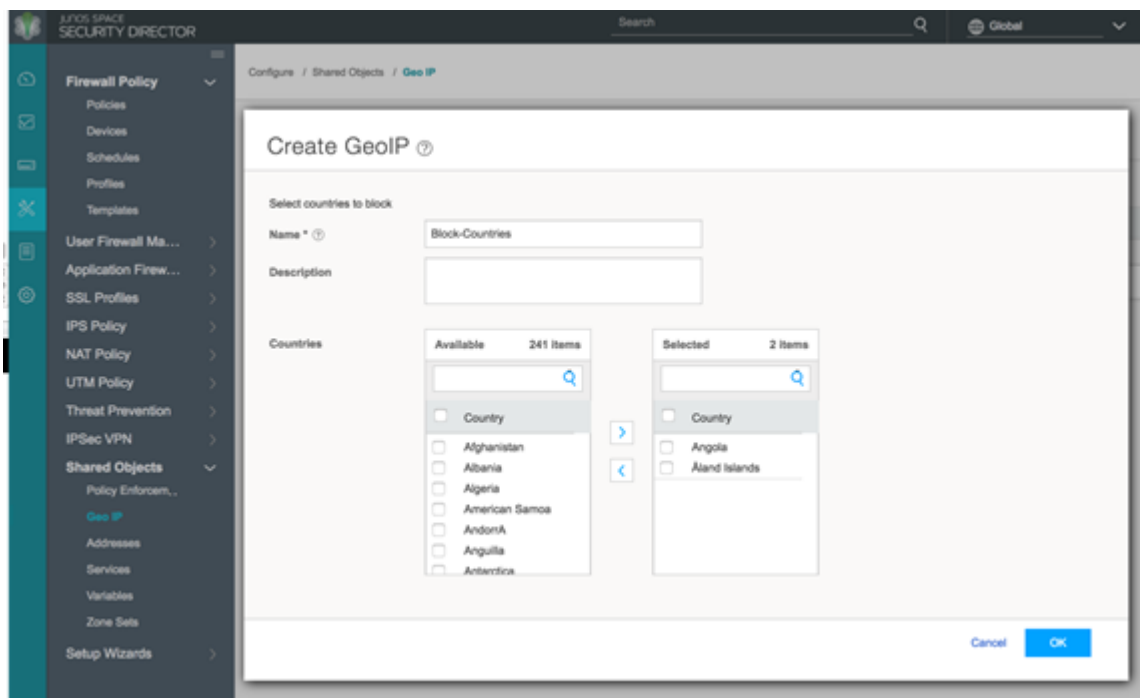 JUNOS SPACE
SECURITY DIRECTOR
Search
Global
Configure / Shared Objects / Geo IP
Firewall Policy
Policies
Devices
Schedules
Profiles
Templates
User Firewall Ma...
Application Firew...
SSL Profiles
IPS Policy
NAT Policy
UTM Policy
Threat Prevention
IPSec VPN
Shared Objects
Policy Enforcem...
Geo IP
Addresses
Services
Variables
Zone Sets
Setup Wizards
Create GeoIP ?
Select countries to block
Name * ? Block-Countries
Description
Countries
Available 241 items
Country
Afghanistan
Albania
Algeria
American Samoa
AndorrA
Anguilla
Antarctica
Selected 2 items
Country
Angola
Åland Islands
Cancel OK